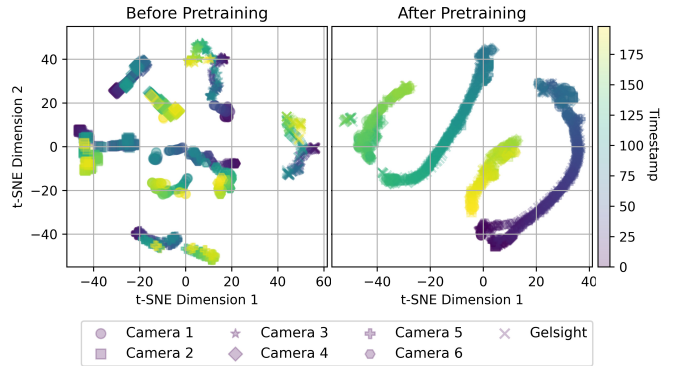 Before Pretraining
After Pretraining
t-SNE Dimension 2
40
20
0
−20
−40
−40 −20 0 20 40 60
−40 −20 0 20 40
t-SNE Dimension 1
t-SNE Dimension 1
175
150
125
100
75
50
25
0
Timestamp
Camera 1 Camera 3 Camera 5 Gelsight
Camera 2 Camera 4 Camera 6